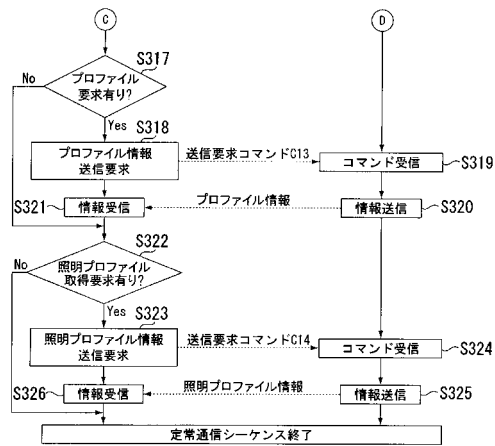 C
D
S317
プロファイル
要求有り?
No
Yes
S318
プロファイル情報
送信要求
送信要求コマンドC13
コマンド受信
S319
S321
情報受信
プロファイル情報
情報送信
S320
S322
照明プロファイル
取得要求有り?
No
Yes
S323
照明プロファイル情報
送信要求
送信要求コマンドC14
コマンド受信
S324
S326
情報受信
照明プロファイル情報
情報送信
S325
定常通信シーケンス終了